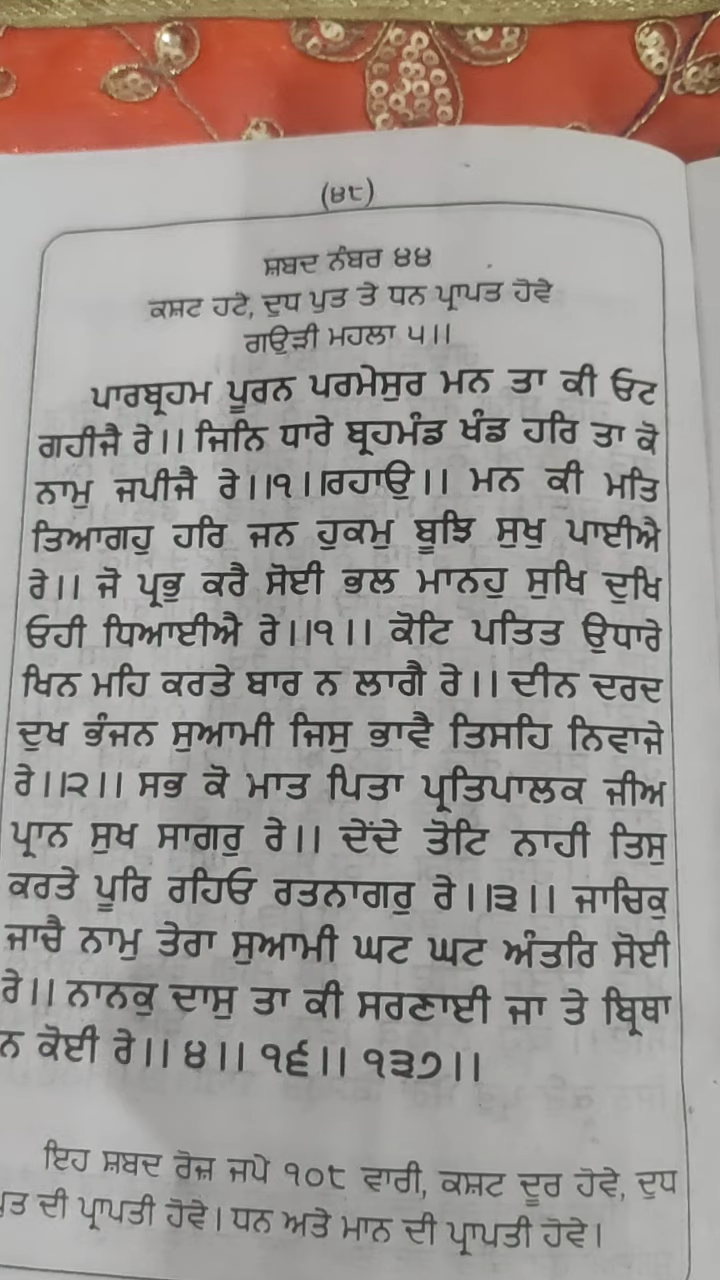 (੪੮)
ਸ਼ਬਦ ਨੰਬਰ ੪੪
ਕਸ਼ਟ ਹਟੇ, ਦੁਧ ਪੁਤ ਤੇ ਧਨ ਪ੍ਰਾਪਤ ਹੋਵੇ
ਗਉੜੀ ਮਹਲਾ ੫॥
ਪਾਰਬ੍ਰਹਮ ਪੂਰਨ ਪਰਮੇਸੁਰ ਮਨ ਤਾ ਕੀ ਓਟ
ਗਹੀਜੈ ਰੇ॥ ਜਿਨਿ ਧਾਰੇ ਬ੍ਰਹਮੰਡ ਖੰਡ ਹਰਿ ਤਾ ਕੋ
ਨਾਮੁ ਜਪੀਜੈ ਰੇ॥੧॥ਰਹਾਉ॥ ਮਨ ਕੀ ਮਤਿ
ਤਿਆਗਹੁ ਹਰਿ ਜਨ ਹੁਕਮੁ ਬੂਝਿ ਸੁਖੁ ਪਾਈਐ
ਰੇ॥ ਜੋ ਪ੍ਰਭੁ ਕਰੈ ਸੋਈ ਭਲ ਮਾਨਹੁ ਸੁਖਿ ਦੁਖਿ
ਓਹੀ ਧਿਆਈਐ ਰੇ॥੧॥ ਕੋਟਿ ਪਤਿਤ ਉਧਾਰੇ
ਖਿਨ ਮਹਿ ਕਰਤੇ ਬਾਰ ਨ ਲਾਗੈ ਰੇ॥ ਦੀਨ ਦਰਦ
ਦੁਖ ਭੰਜਨ ਸੁਆਮੀ ਜਿਸੁ ਭਾਵੈ ਤਿਸਹਿ ਨਿਵਾਜੇ
ਰੇ॥੨॥ ਸਭ ਕੋ ਮਾਤ ਪਿਤਾ ਪ੍ਰਤਿਪਾਲਕ ਜੀਅ
ਪ੍ਰਾਨ ਸੁਖ ਸਾਗਰੁ ਰੇ॥ ਦੇਂਦੇ ਤੋਟਿ ਨਾਹੀ ਤਿਸੁ
ਕਰਤੇ ਪੂਰਿ ਰਹਿਓ ਰਤਨਾਗਰੁ ਰੇ॥੩॥ ਜਾਚਿਕੁ
ਜਾਚੈ ਨਾਮੁ ਤੇਰਾ ਸੁਆਮੀ ਘਟ ਘਟ ਅੰਤਰਿ ਸੋਈ
ਰੇ॥ ਨਾਨਕੁ ਦਾਸੁ ਤਾ ਕੀ ਸਰਣਾਈ ਜਾ ਤੇ ਬ੍ਰਿਥਾ
ਨ ਕੋਈ ਰੇ॥੪॥੧੬॥੧੩੭॥
ਇਹ ਸ਼ਬਦ ਰੋਜ਼ ਜਪੇ ੧੦੮ ਵਾਰੀ, ਕਸ਼ਟ ਦੂਰ ਹੋਵੇ, ਦੁਧ
ਪੁਤ ਦੀ ਪ੍ਰਾਪਤੀ ਹੋਵੇ। ਧਨ ਅਤੇ ਮਾਨ ਦੀ ਪ੍ਰਾਪਤੀ ਹੋਵੇ।